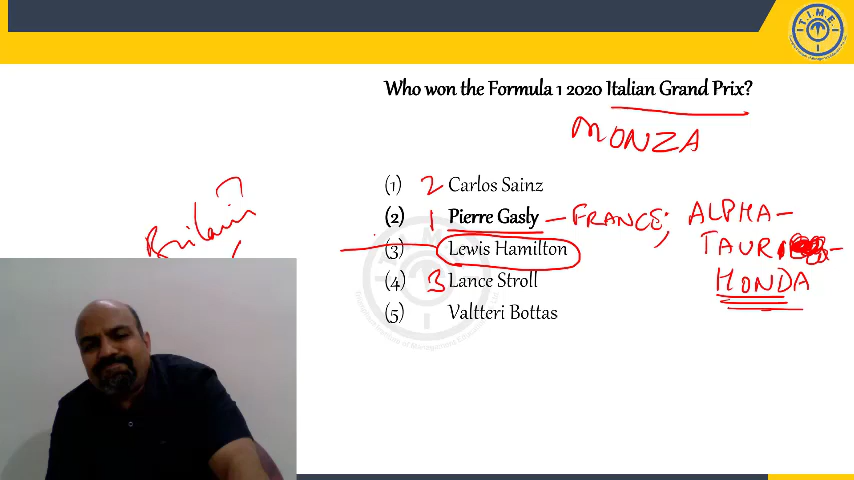 T.I.M.E.
Who won the Formula 1 2020 Italian Grand Prix?
MONZA
(1) 2 Carlos Sainz
(2) 1 Pierre Gasly – FRANCE; ALPHA-
(3) Lewis Hamilton TAURI -
(4) 3 Lance Stroll HONDA
(5) Valtteri Bottas